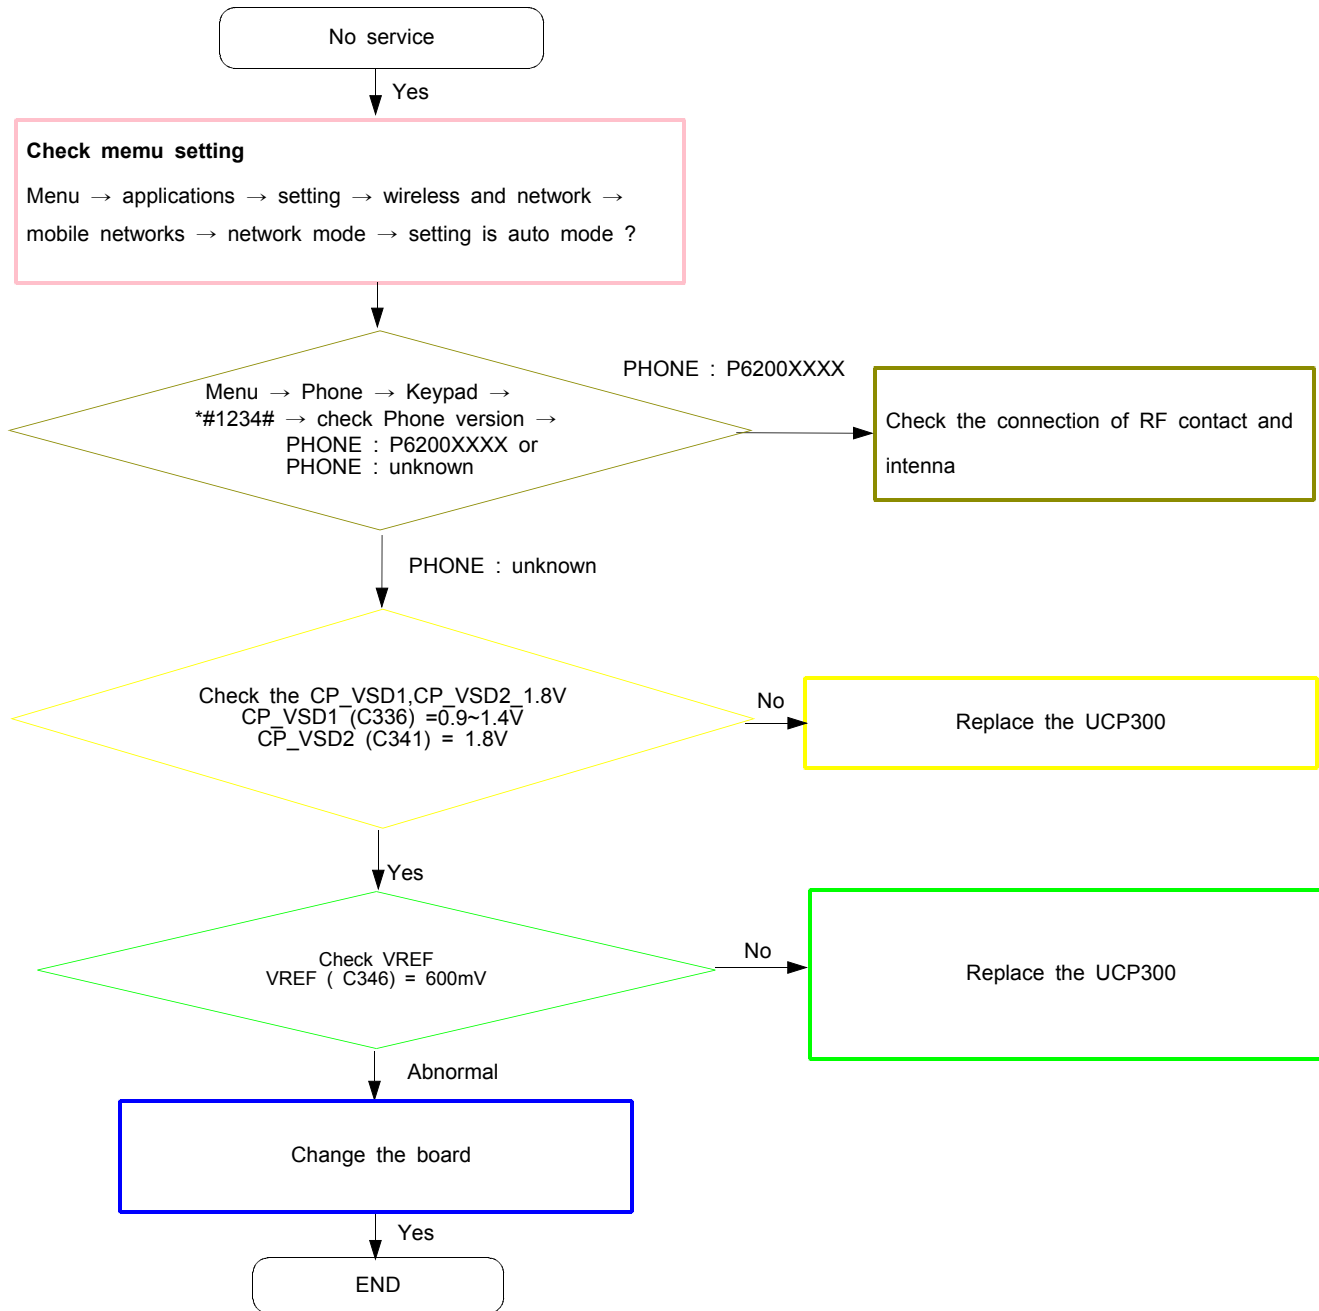 No service
Yes
Check memu setting
Menu → applications → setting → wireless and network →
mobile networks → network mode → setting is auto mode ?
PHONE : P6200XXXX
Menu → Phone → Keypad →
*#1234# → check Phone version →
PHONE : P6200XXXX or
PHONE : unknown
Check the connection of RF contact and
intenna
PHONE : unknown
Check the CP_VSD1,CP_VSD2_1.8V
CP_VSD1 (C336) =0.9~1.4V
CP_VSD2 (C341) = 1.8V
No
Replace the UCP300
Yes
Check VREF
VREF ( C346) = 600mV
No
Replace the UCP300
Abnormal
Change the board
Yes
END